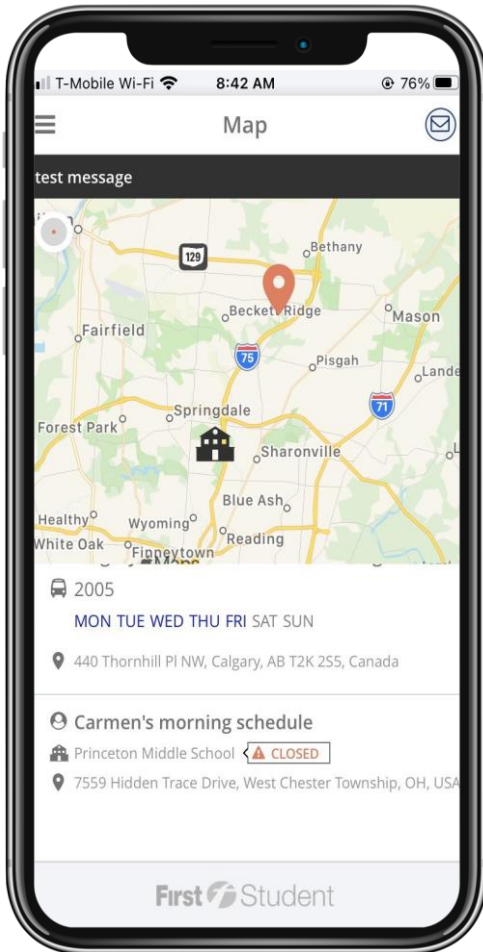 T-Mobile Wi-Fi 8:42 AM 76%
Map
test message
129
Bethany
Beckett Ridge
Mason
Fairfield
75
Pisgah
Lande
71
Springdale
Forest Park
Sharonville
Blue Ash
Healthy
Wyoming
Reading
White Oak
Finneytown
Maps
2005
MON TUE WED THU FRI SAT SUN
440 Thornhill Pl NW, Calgary, AB T2K 2S5, Canada
Carmen's morning schedule
Princeton Middle School CLOSED
7559 Hidden Trace Drive, West Chester Township, OH, USA
First Student